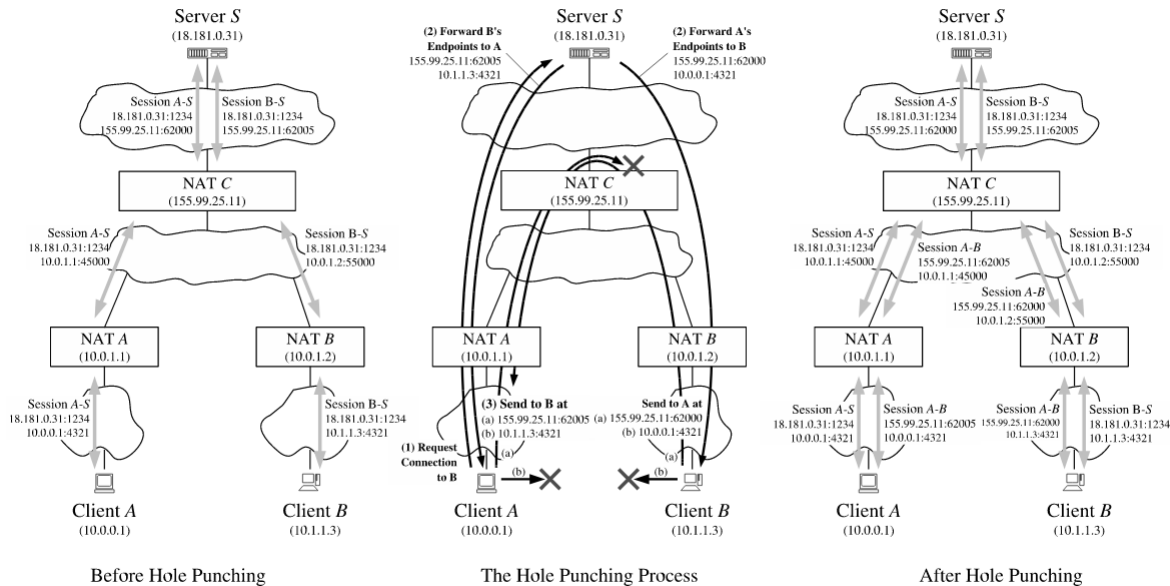 Server S
(18.181.0.31)
Session A-S
18.181.0.31:1234
155.99.25.11:62000
Session B-S
18.181.0.31:1234
155.99.25.11:62005
NAT C
(155.99.25.11)
Session A-S
18.181.0.31:1234
10.0.1.1:45000
Session B-S
18.181.0.31:1234
10.0.1.2:55000
NAT A
(10.0.1.1)
NAT B
(10.0.1.2)
Session A-S
18.181.0.31:1234
10.0.0.1:4321
Session B-S
18.181.0.31:1234
10.1.1.3:4321
Client A
(10.0.0.1)
Client B
(10.1.1.3)
Before Hole Punching
Server S
(18.181.0.31)
(2) Forward B's
Endpoints to A
155.99.25.11:62005
10.1.1.3:4321
(2) Forward A's
Endpoints to B
155.99.25.11:62000
10.0.0.1:4321
NAT C
(155.99.25.11)
NAT A
(10.0.1.1)
NAT B
(10.0.1.2)
(3) Send to B at
(a) 155.99.25.11:62005
(b) 10.1.1.3:4321
Send to A at
(a) 155.99.25.11:62000
(b) 10.0.0.1:4321
(1) Request
Connection
to B
(a)
(b)
(a)
(b)
Client A
(10.0.0.1)
Client B
(10.1.1.3)
The Hole Punching Process
Server S
(18.181.0.31)
Session A-S
18.181.0.31:1234
155.99.25.11:62000
Session B-S
18.181.0.31:1234
155.99.25.11:62005
NAT C
(155.99.25.11)
Session A-S
18.181.0.31:1234
10.0.1.1:45000
Session A-B
155.99.25.11:62005
10.0.1.1:45000
Session B-S
18.181.0.31:1234
10.0.1.2:55000
Session A-B
155.99.25.11:62000
10.0.1.2:55000
NAT A
(10.0.1.1)
NAT B
(10.0.1.2)
Session A-S
18.181.0.31:1234
10.0.0.1:4321
Session A-B
155.99.25.11:62005
10.0.0.1:4321
Session A-B
155.99.25.11:62000
10.1.1.3:4321
Session B-S
18.181.0.31:1234
10.1.1.3:4321
Client A
(10.0.0.1)
Client B
(10.1.1.3)
After Hole Punching